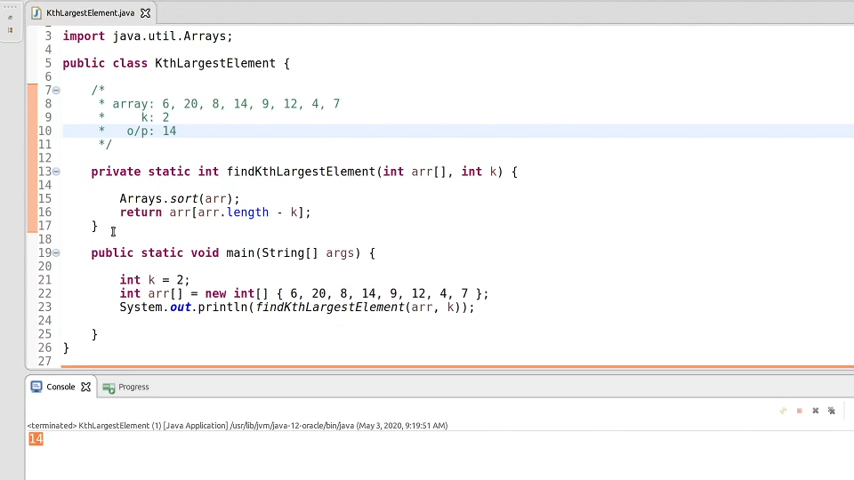 KthLargestElement.java
3 import java.util.Arrays;
4
5 public class KthLargestElement {
6
7 /*
8 * array: 6, 20, 8, 14, 9, 12, 4, 7
9 * k: 2
10 * o/p: 14
11 */
12
13 private static int findKthLargestElement(int arr[], int k) {
14
15 Arrays.sort(arr);
16 return arr[arr.length - k];
17 }
18
19 public static void main(String[] args) {
20
21 int k = 2;
22 int arr[] = new int[] { 6, 20, 8, 14, 9, 12, 4, 7 };
23 System.out.println(findKthLargestElement(arr, k));
24
25 }
26 }
27
Console Progress
<terminated> KthLargestElement (1) [Java Application] /usr/lib/jvm/java-12-oracle/bin/java (May 3, 2020, 9:19:51 AM)
14